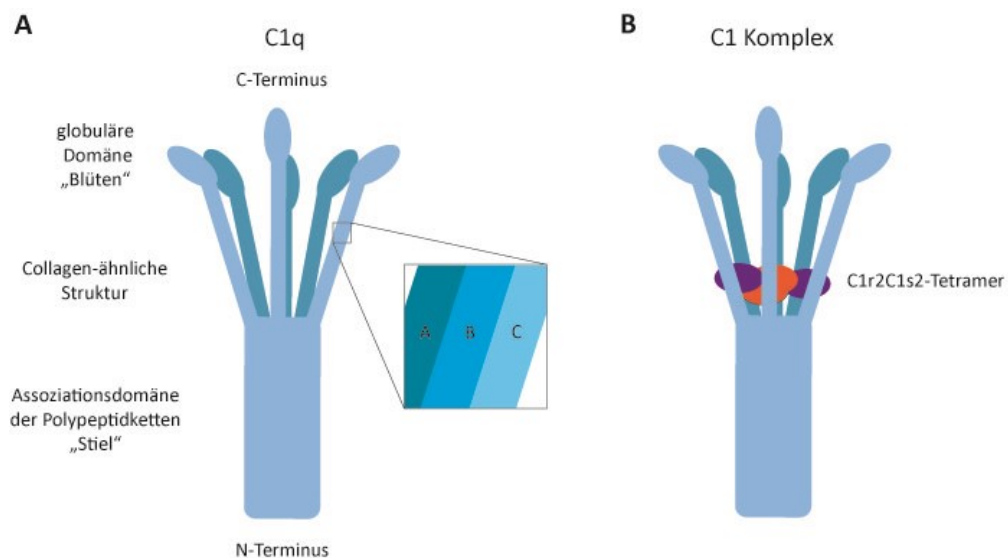 A
C1q
C-Terminus
globuläre
Domäne
„Blüten“
Collagen-ähnliche
Struktur
A B C
Assoziationsdomäne
der Polypeptidketten
„Stiel“
N-Terminus
B
C1 Komplex
C1r2C1s2-Tetramer